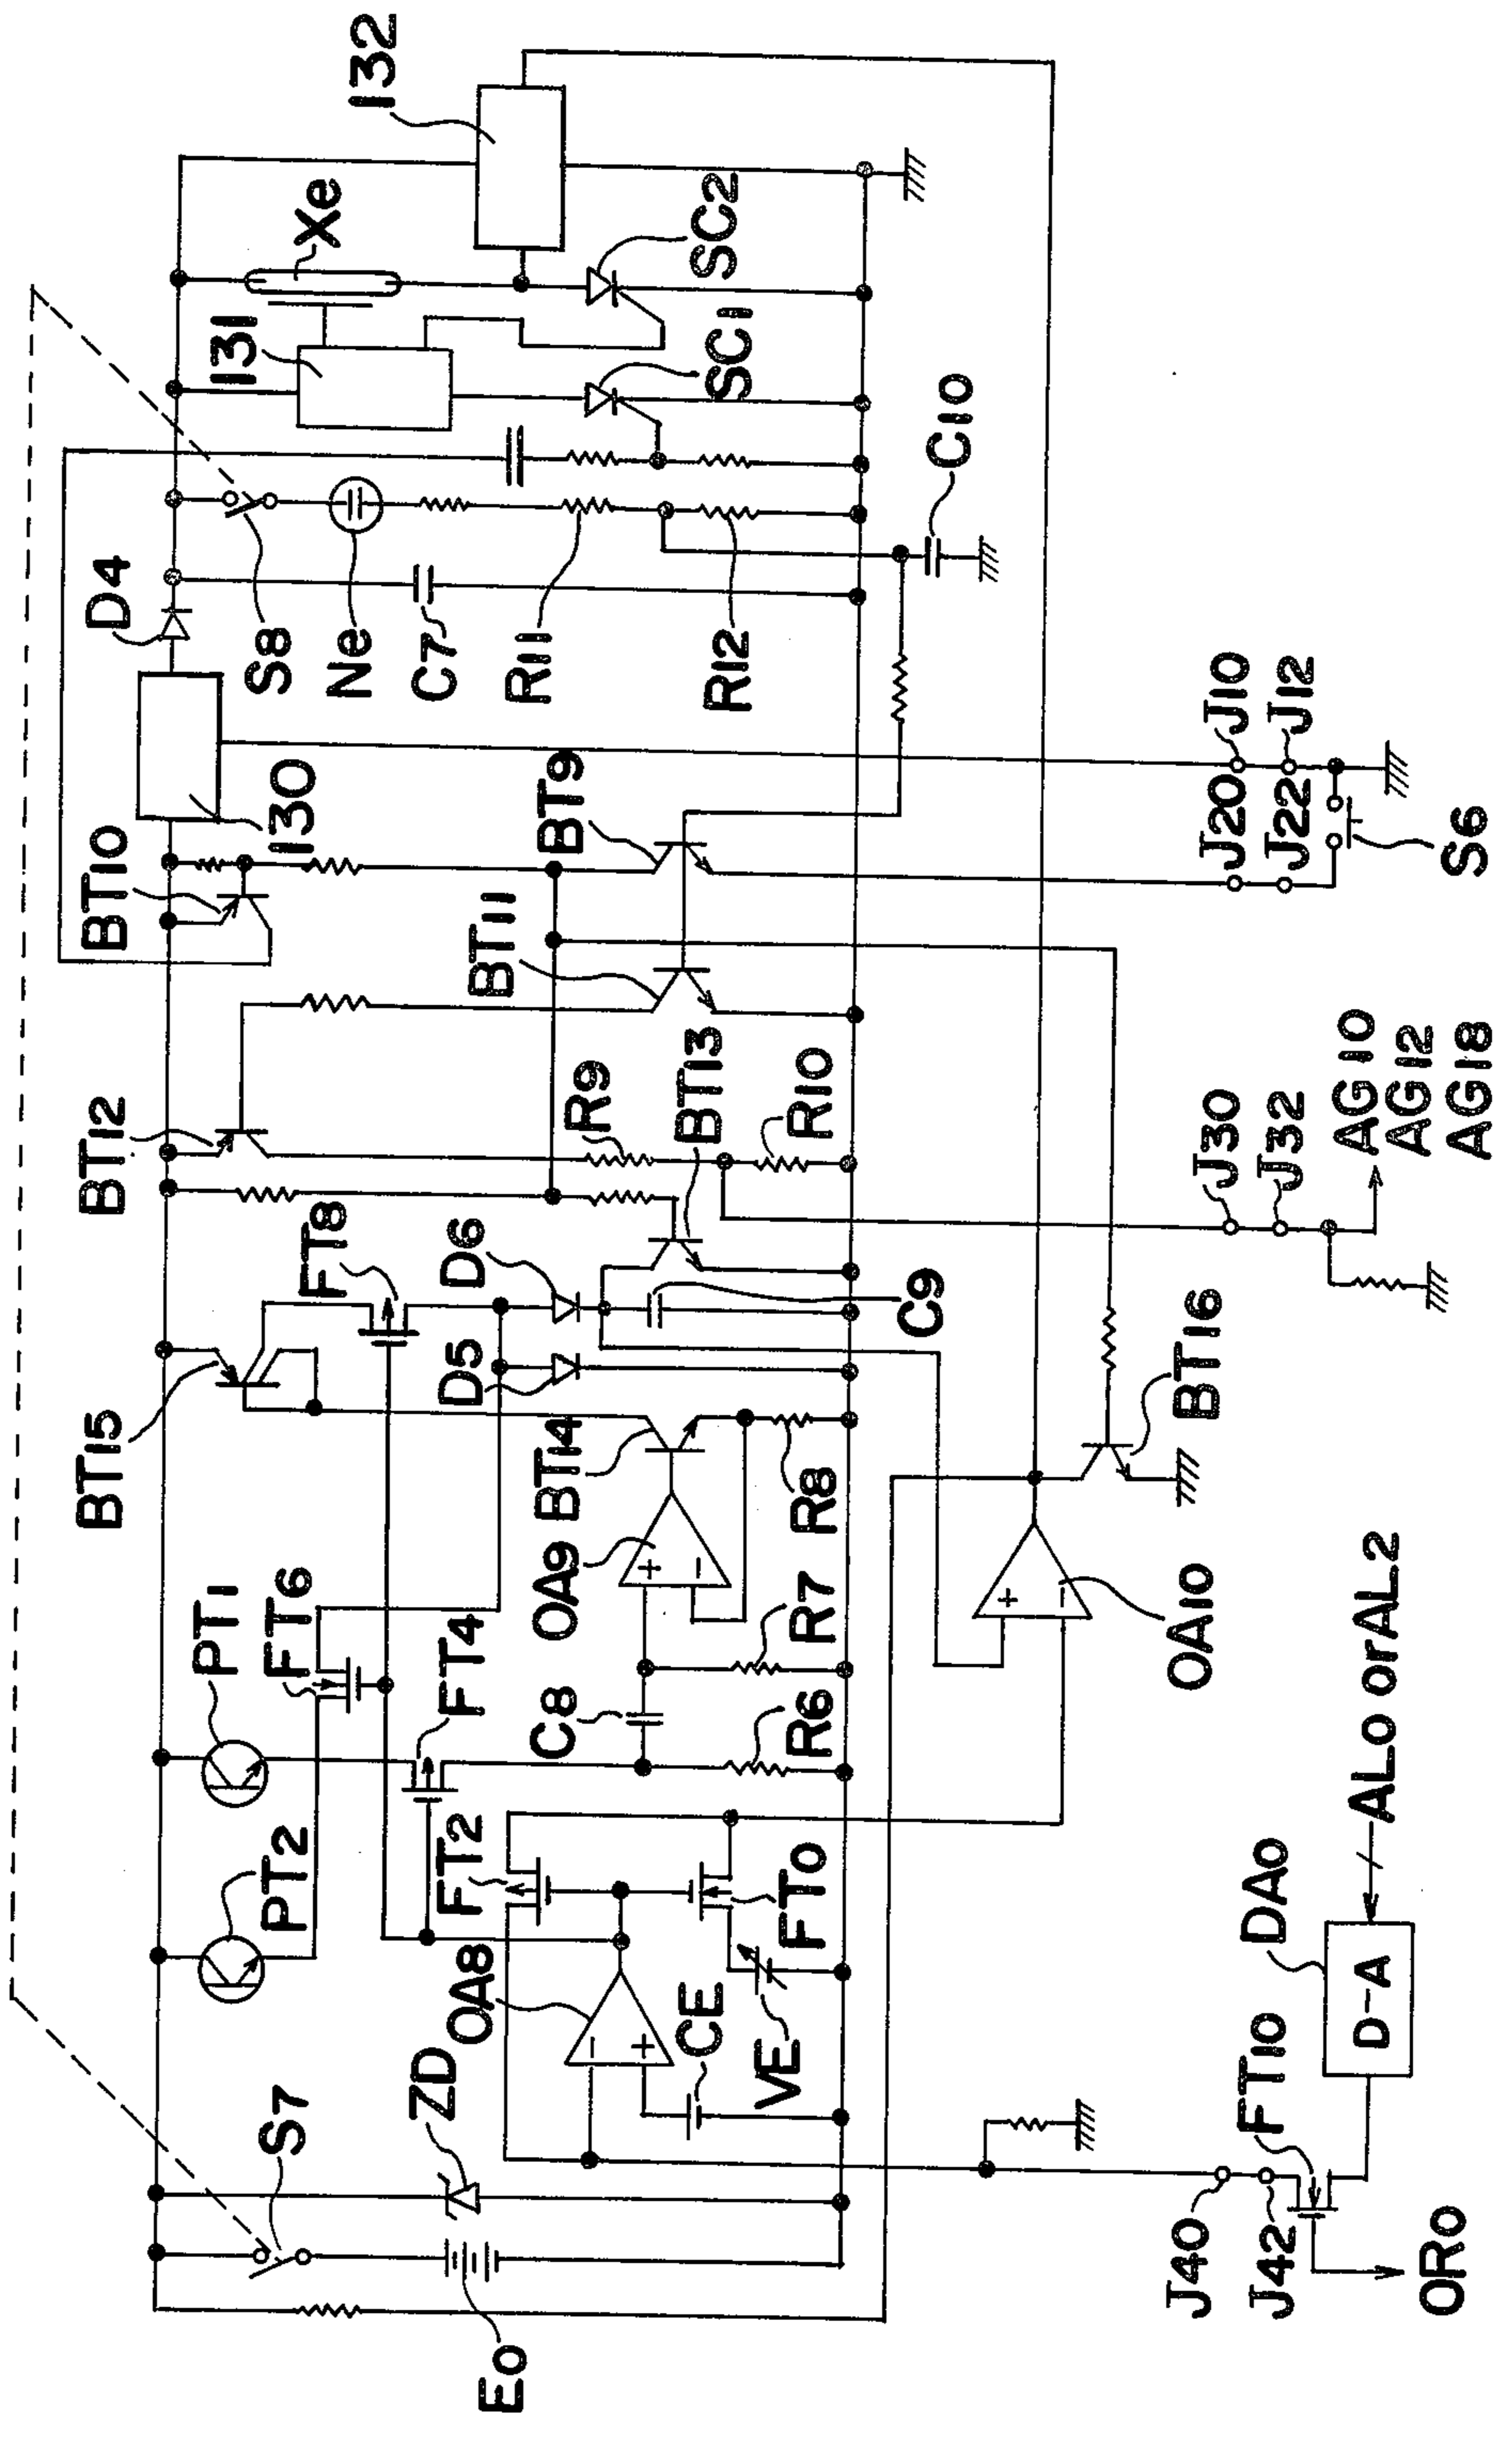 132
Xe
SC2
131
SC1
C10
D4
S8
Ne
C7
R11
R12
130
BT10
BT9
J10
J12
J20
J22
S6
BT11
BT12
R9
BT13
R10
J30
J32
AG10
AG12
AG18
FT8
D6
C9
D5
BT15
BT14
R8
BT16
PT1
FT6
OA9
FT4
R7
OA10
C8
R6
PT2
FT2
FT0
AL0 or AL2
DA0
D-A
OA8
CE
VE
ZD
S7
FT10
J40
J42
OR0
E0
+
−
+
−
−
+